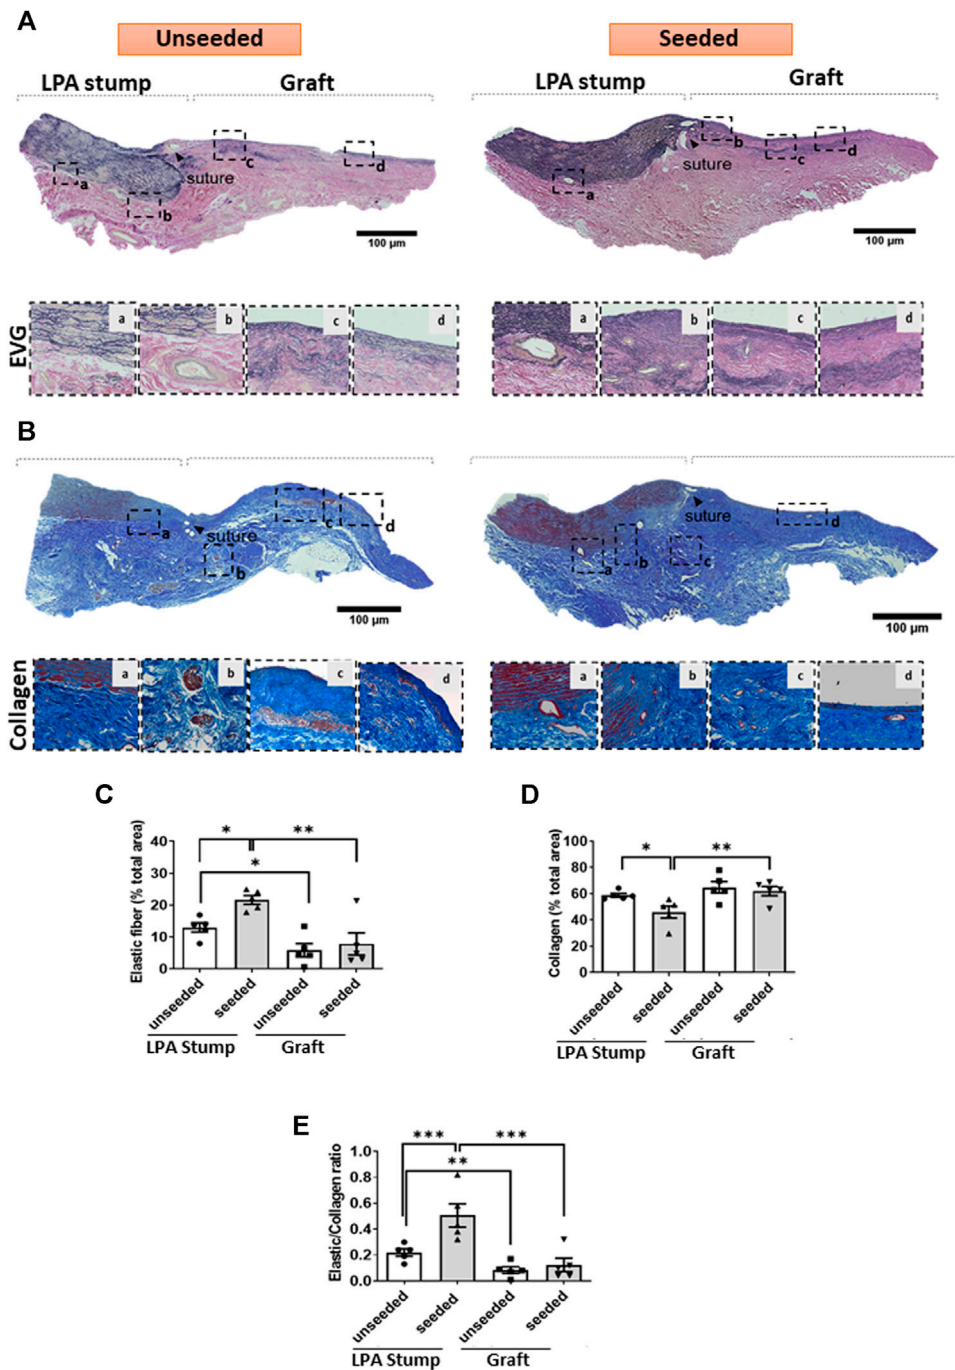 A
Unseeded
Seeded
LPA stump
Graft
LPA stump
Graft
suture
a
b
c
d
100 µm
suture
a
b
c
d
100 µm
EVG
a
b
c
d
a
b
c
d
B
suture
a
b
c
d
100 µm
suture
a
b
c
d
100 µm
Collagen
a
b
c
d
a
b
c
d
C
Elastic fiber (% total area)
40
30
20
10
0
*
**
*
unseeded
seeded
unseeded
seeded
LPA Stump
Graft
D
Collagen (% total area)
100
80
60
40
20
0
*
**
unseeded
seeded
unseeded
seeded
LPA Stump
Graft
E
Elastic/Collagen ratio
1.0
0.8
0.6
0.4
0.2
0.0
***
***
**
unseeded
seeded
unseeded
seeded
LPA Stump
Graft